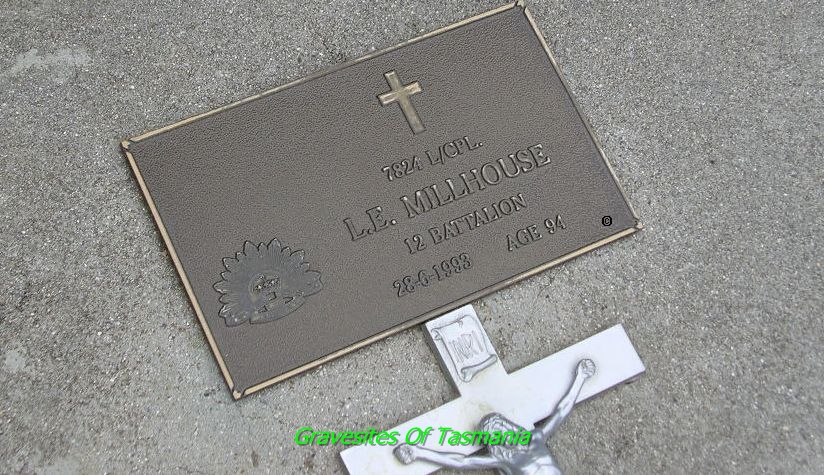 7824 L/CPL.
L.E. MILLHOUSE
12 BATTALION
28-6-1993 AGE 94
©
INRI
Gravesites Of Tasmania